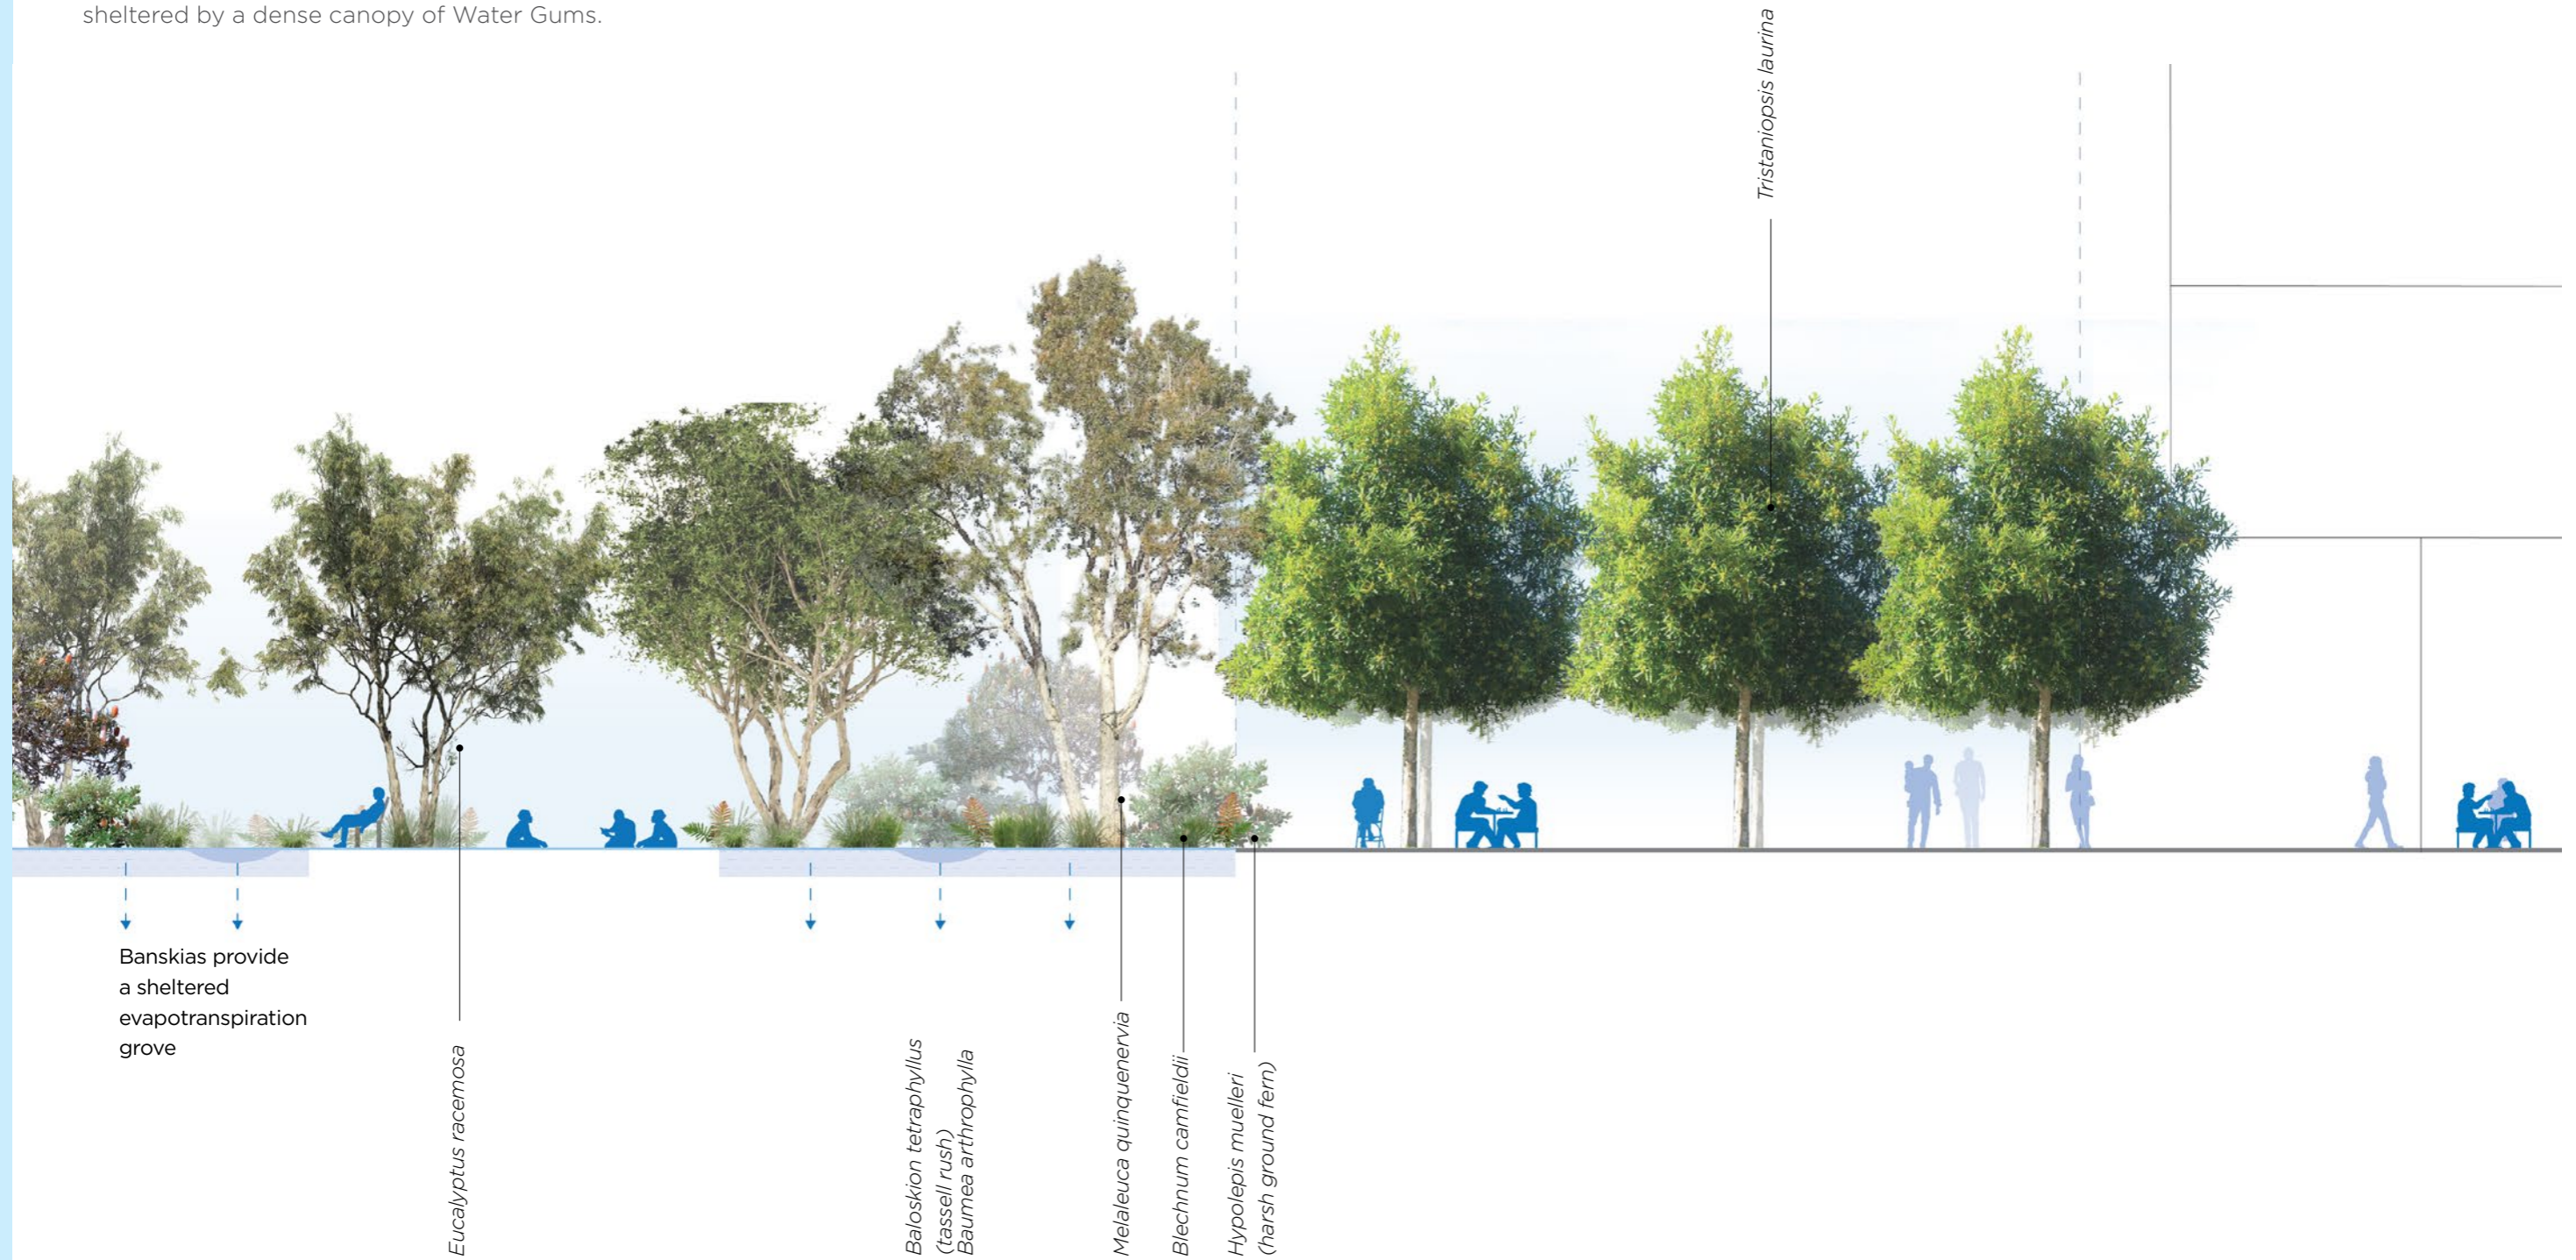 sheltered by a dense canopy of Water Gums.
Tristaniopsis laurina
Banskias provide
a sheltered
evapotranspiration
grove
Eucalyptus racemosa
Baloskion tetraphyllus
(tassell rush)
Baumea arthrophylla
Melaleuca quinquenervia
Blechnum camfieldii
Hypolepis muelleri
(harsh ground fern)